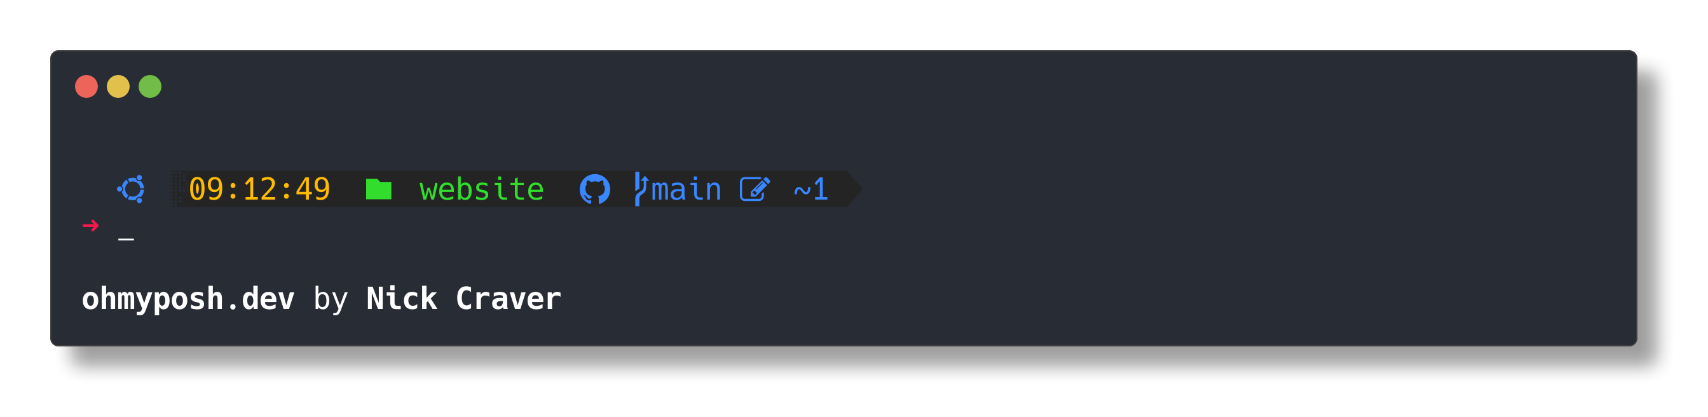 09:12:49 website main ~1
_
ohmyposh.dev by Nick Craver